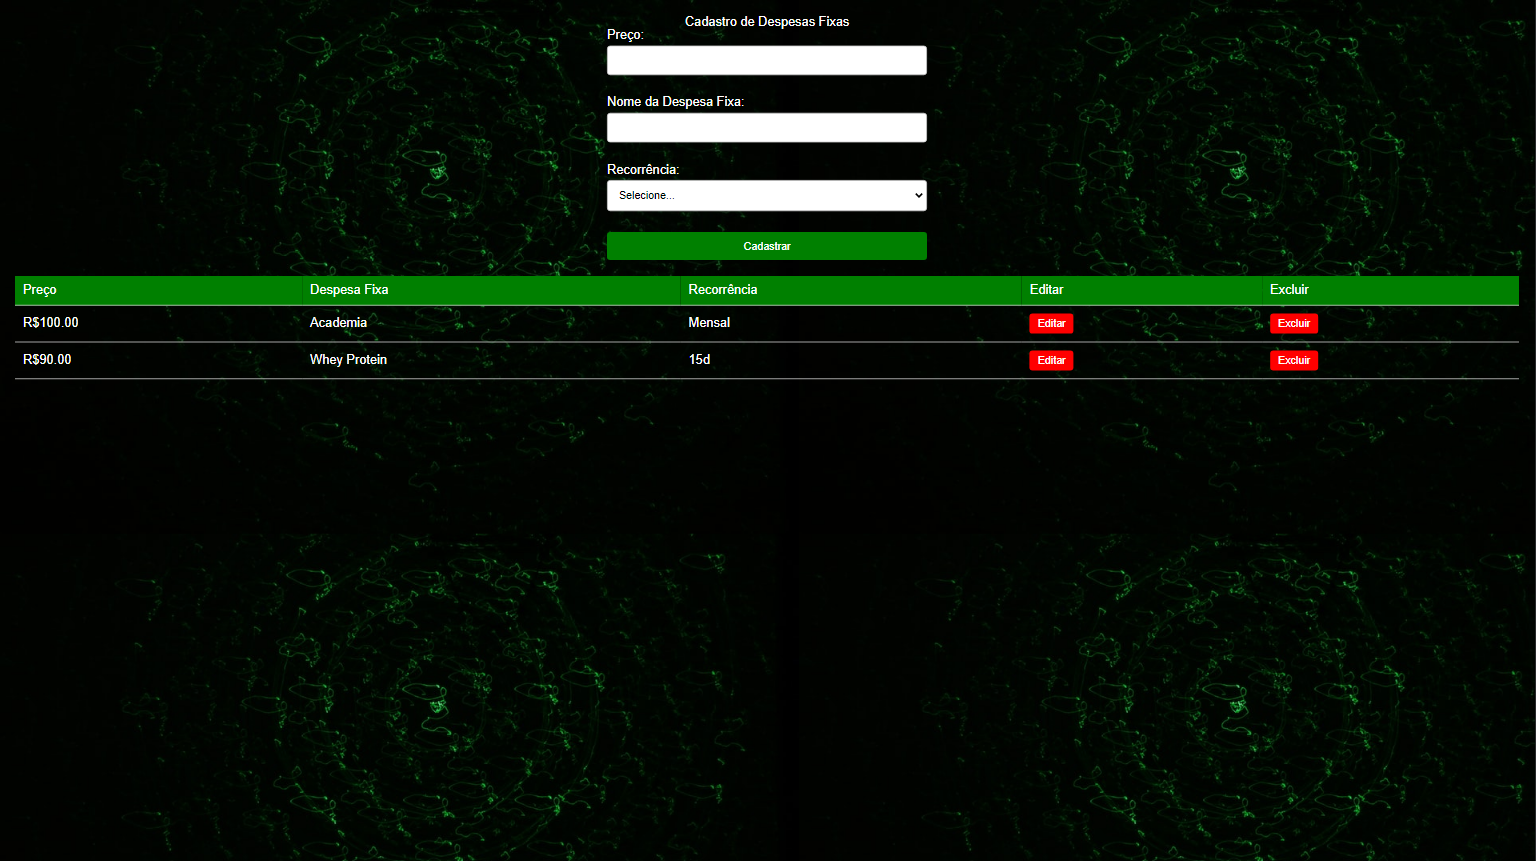 Cadastro de Despesas Fixas
Preço:
Nome da Despesa Fixa:
Recorrência:
Selecione...
Cadastrar
Preço Despesa Fixa Recorrência Editar Excluir
R$100.00 Academia Mensal Editar Excluir
R$90.00 Whey Protein 15d Editar Excluir